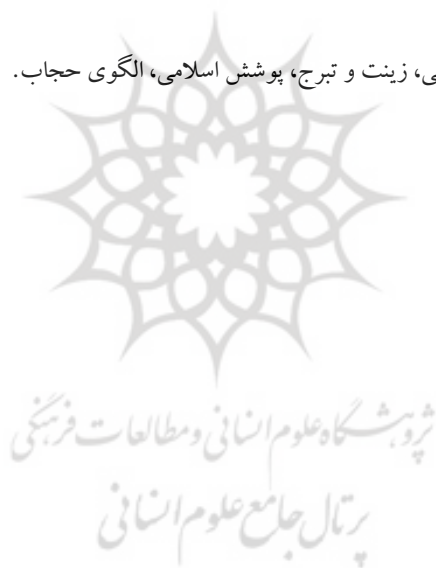 ی، زینت و تبرج، پوشش اسلامی، الگوی حجاب.
پژوهشگاه علوم انسانی و مطالعات فرهنگی
پرتال جامع علوم انسانی